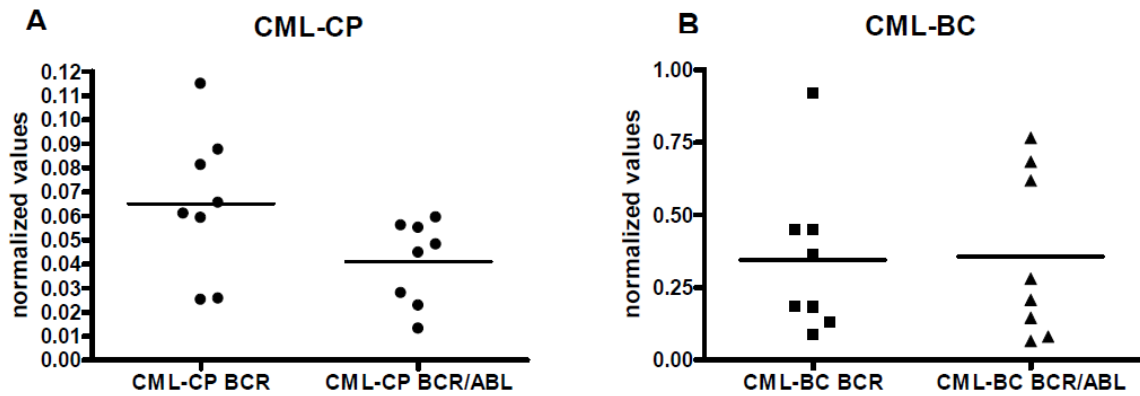 A
CML-CP
normalized values
0.12
0.11
0.10
0.09
0.08
0.07
0.06
0.05
0.04
0.03
0.02
0.01
0.00
CML-CP BCR
CML-CP BCR/ABL
B
CML-BC
normalized values
1.00
0.75
0.50
0.25
0.00
CML-BC BCR
CML-BC BCR/ABL